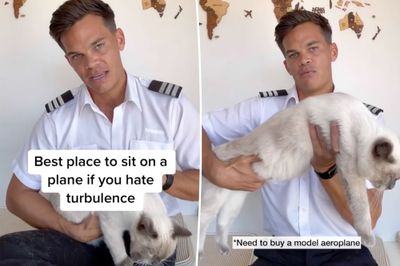 Best place to sit on a
plane if you hate
turbulence
*Need to buy a model aeroplane